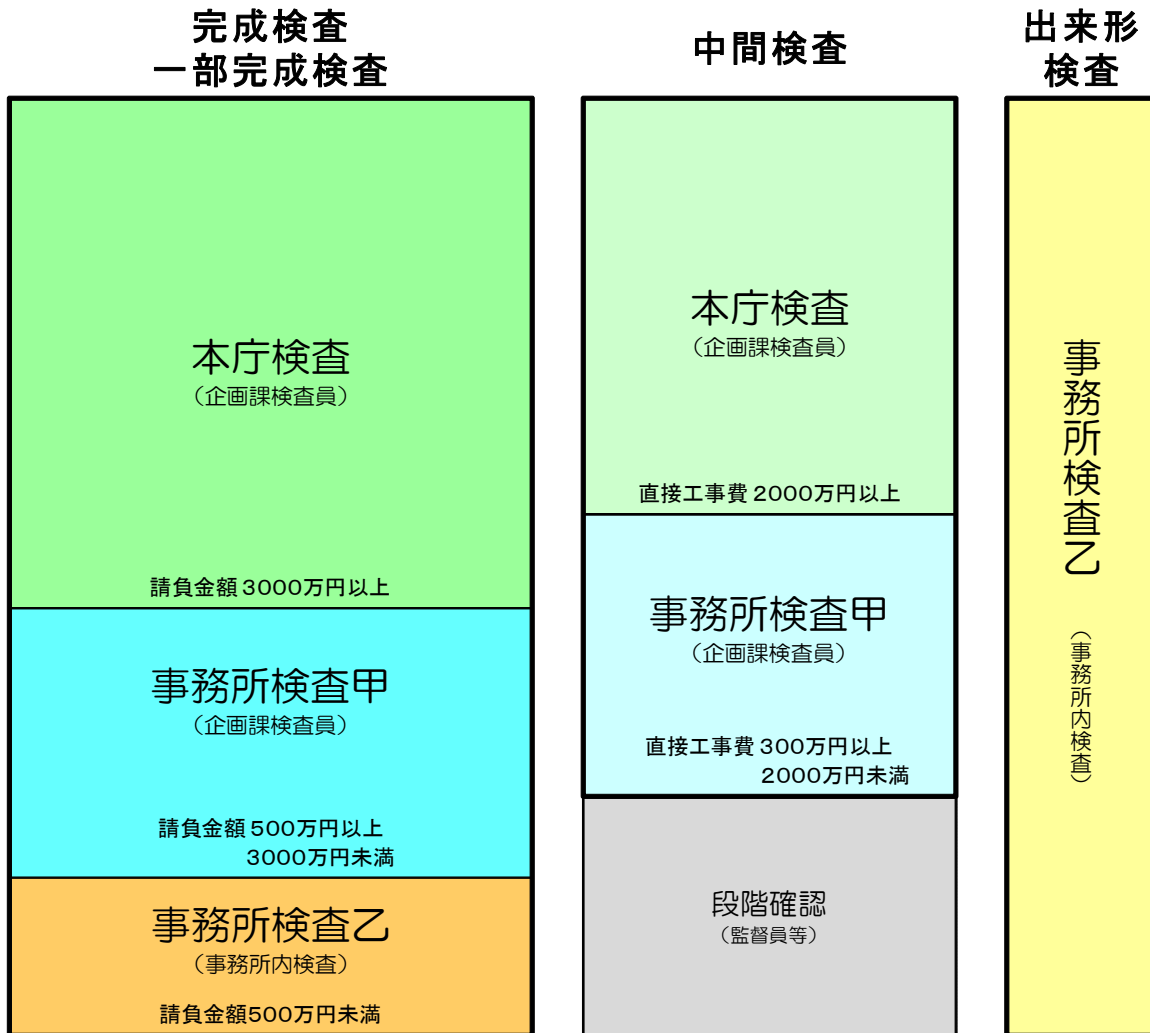 完成検査
一部完成検査
本庁検査
（企画課検査員）
請負金額3000万円以上
事務所検査甲
（企画課検査員）
請負金額500万円以上
3000万円未満
事務所検査乙
（事務所内検査）
請負金額500万円未満
中間検査
本庁検査
（企画課検査員）
直接工事費2000万円以上
事務所検査甲
（企画課検査員）
直接工事費300万円以上
2000万円未満
段階確認
（監督員等）
出来形
検査
事務所検査乙
（事務所内検査）